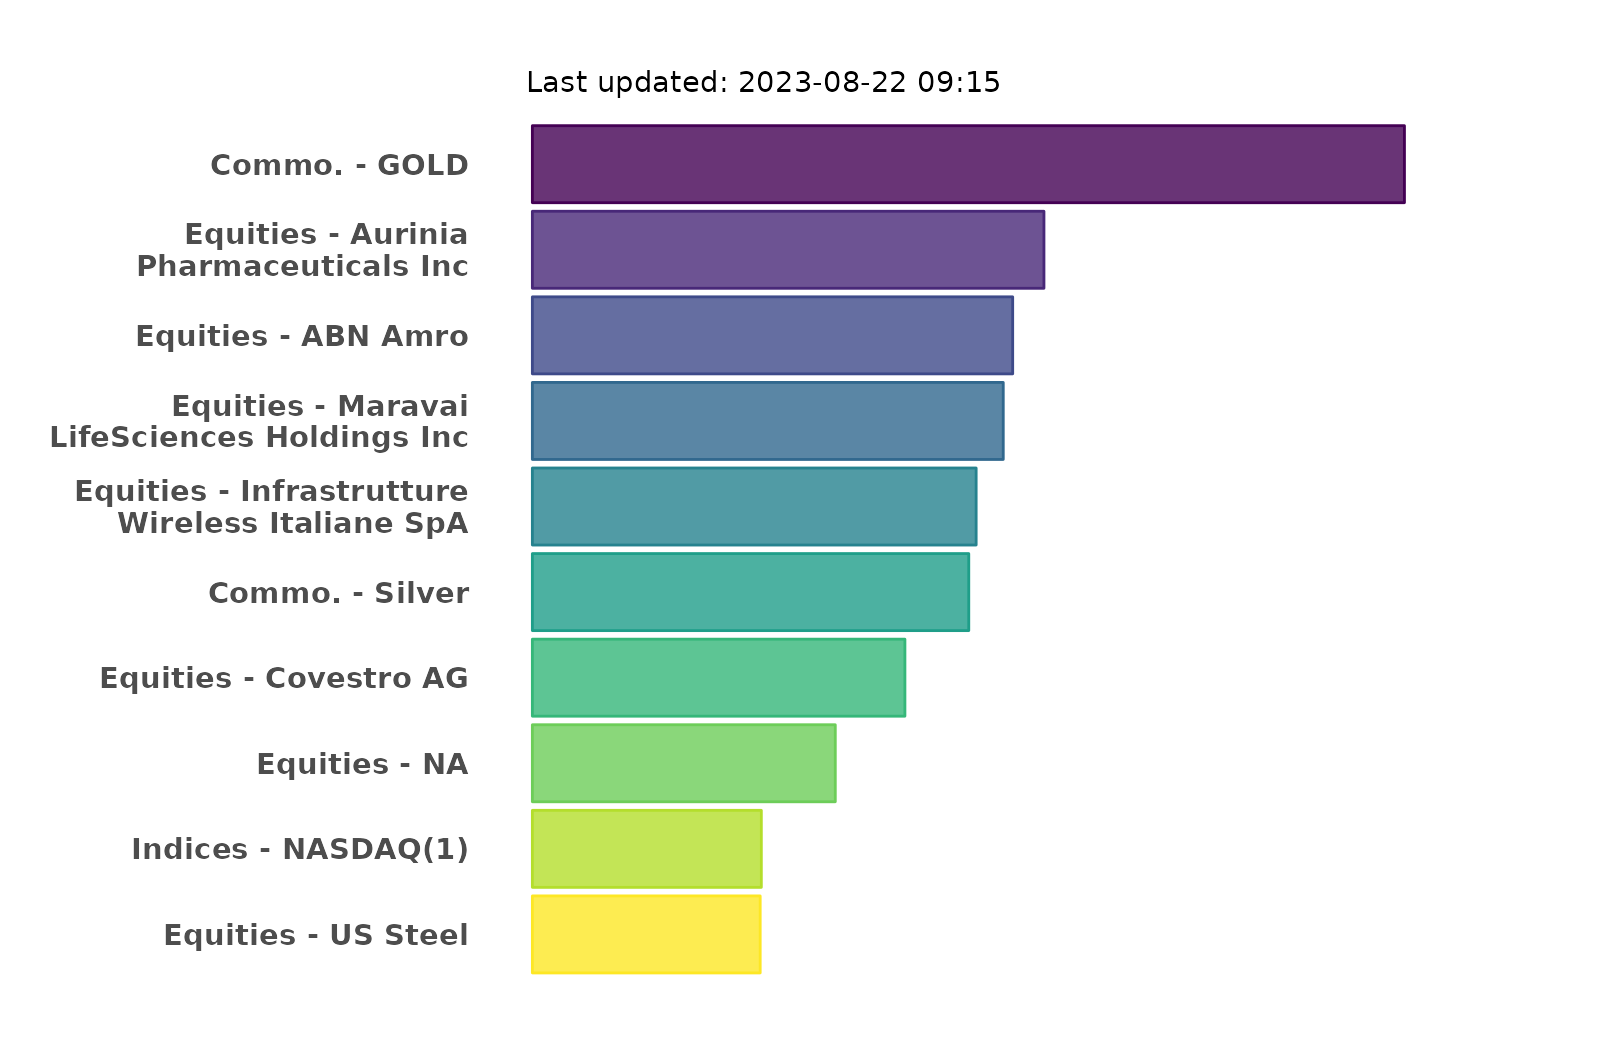 Last updated: 2023-08-22 09:15
Commo. - GOLD
Equities - Aurinia
Pharmaceuticals Inc
Equities - ABN Amro
Equities - Maravai
LifeSciences Holdings Inc
Equities - Infrastrutture
Wireless Italiane SpA
Commo. - Silver
Equities - Covestro AG
Equities - NA
Indices - NASDAQ(1)
Equities - US Steel